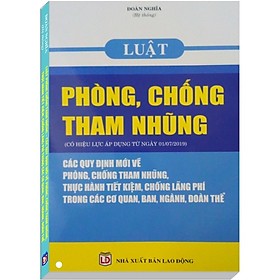 ĐOÀN NGHĨA
(Hệ thống)
LUẬT
PHÒNG, CHỐNG
THAM NHŨNG
(CÓ HIỆU LỰC ÁP DỤNG TỪ NGÀY 01/07/2019)
CÁC QUY ĐỊNH MỚI VỀ
PHÒNG, CHỐNG THAM NHŨNG,
THỰC HÀNH TIẾT KIỆM, CHỐNG LÃNG PHÍ
TRONG CÁC CƠ QUAN, BAN, NGÀNH, ĐOÀN THỂ
LĐ
NHÀ XUẤT BẢN LAO ĐỘNG